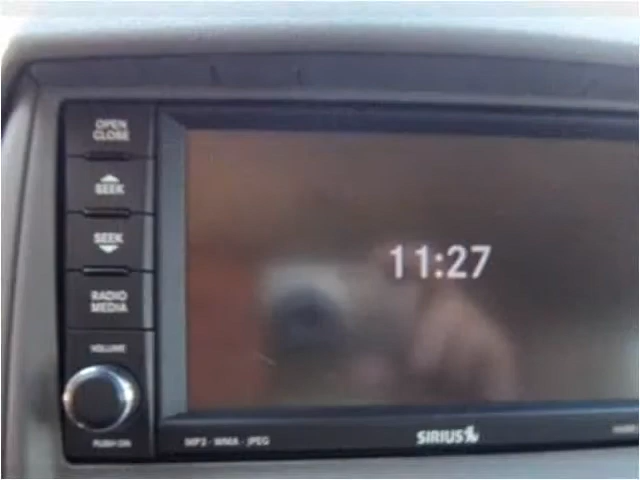 OPEN
CLOSE
SEEK
SEEK
RADIO
MEDIA
VOLUME
PUSH ON
11:27
MP3 - WMA - JPEG
SIRIUS